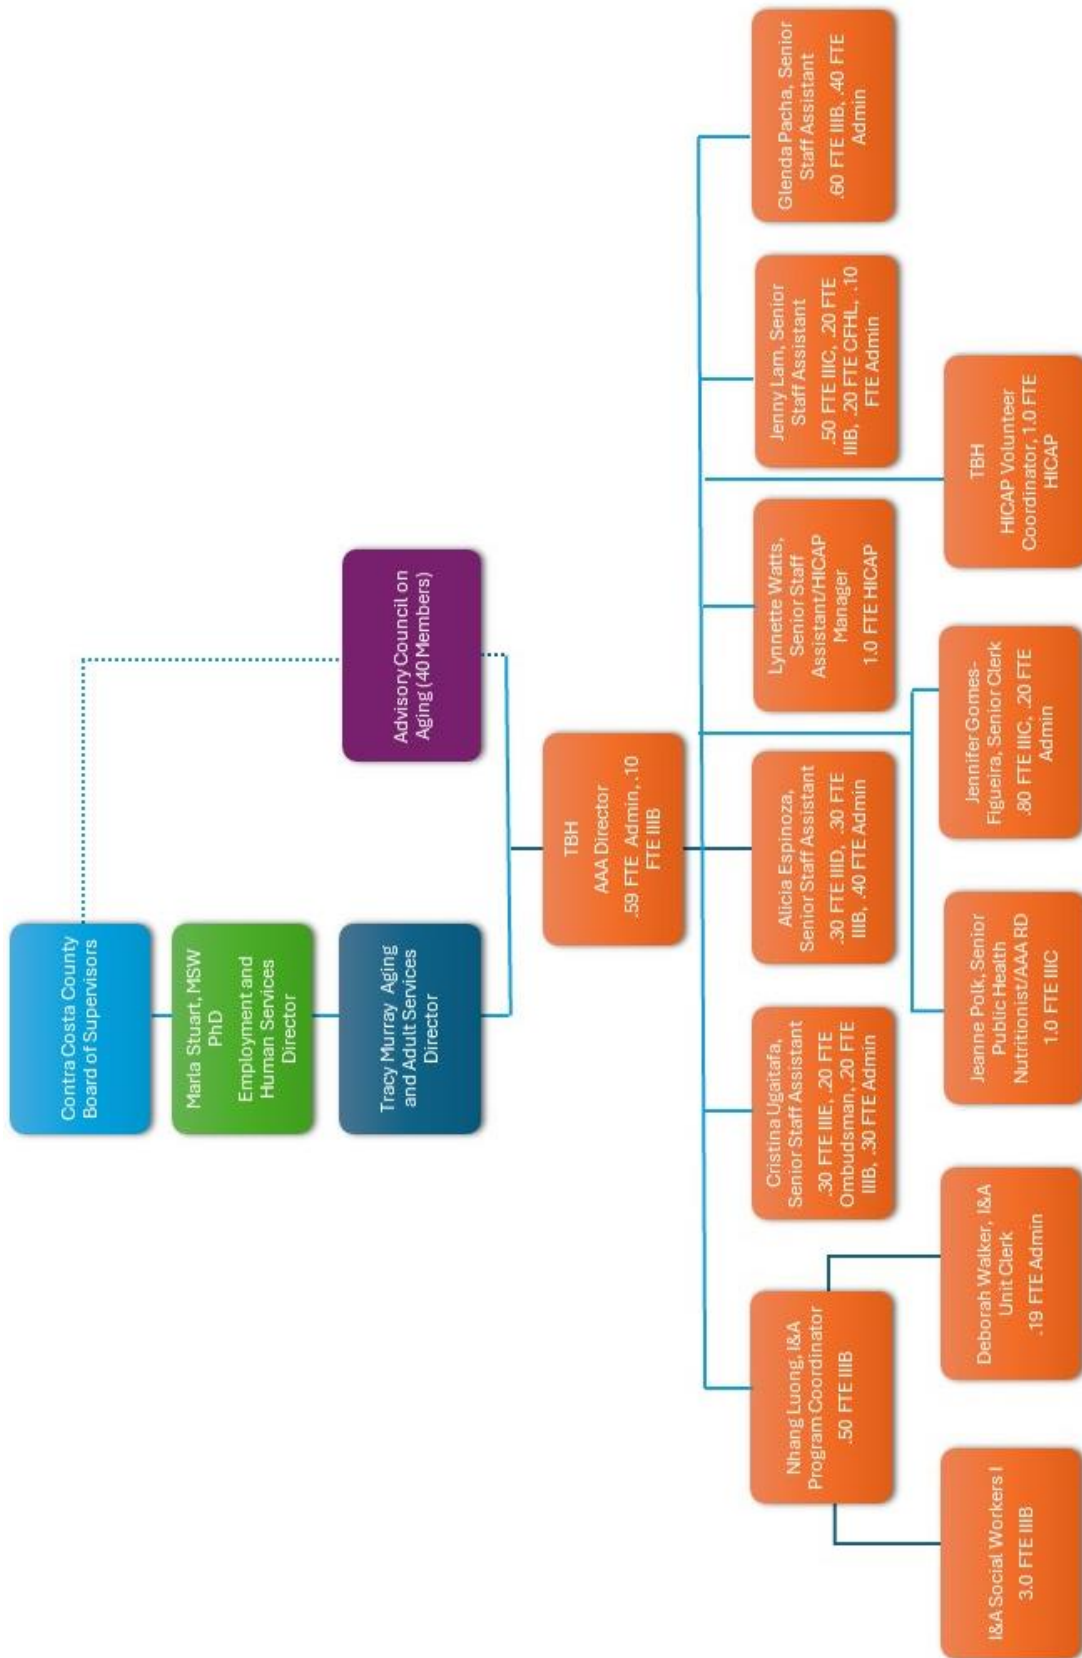 Contra Costa County
Board of Supervisors
Marla Stuart, MSW
PhD
Employment and
Human Services
Director
Tracy Murray Aging
and Adult Services
Director
Advisory Council on
Aging (40 Members)
TBH
AAA Director
.59 FTE Admin, .10
FTE IIIB
Nhang Luong, I&A
Program Coordinator
.50 FTE IIIB
Cristina Ugaitafa,
Senior Staff Assistant
.30 FTE IIIE, .20 FTE
Ombudsman, .20 FTE
IIIB, .30 FTE Admin
Alicia Espinoza,
Senior Staff Assistant
.30 FTE IIID, .30 FTE
IIIB, .40 FTE Admin
Lynnette Watts,
Senior Staff
Assistant/HICAP
Manager
1.0 FTE HICAP
Jenny Lam, Senior
Staff Assistant
.50 FTE IIIC, .20 FTE
IIIB, .20 FTE CFHL, .10
FTE Admin
Glenda Pacha, Senior
Staff Assistant
.60 FTE IIIB, .40 FTE
Admin
I&A Social Workers I
3.0 FTE IIIB
Deborah Walker, I&A
Unit Clerk
.19 FTE Admin
Jeanne Polk, Senior
Public Health
Nutritionist/AAA RD
1.0 FTE IIIC
Jennifer Gomes-
Figueira, Senior Clerk
.80 FTE IIIC, .20 FTE
Admin
TBH
HICAP Volunteer
Coordinator, 1.0 FTE
HICAP